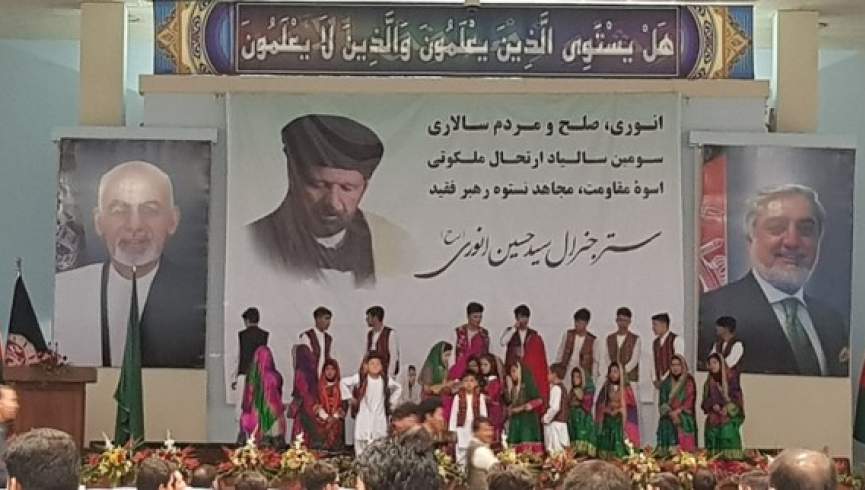 هَلْ يَسْتَوِى الَّذِينَ يَعْلَمُونَ وَالَّذِينَ لَا يَعْلَمُونَ
انوری، صلح و مردم سالاری
سومین سالیاد ارتحال ملکوتی
اسوهٔ مقاومت، مجاهد نستوه رهبر فقید
ستر جنرال سید حسین انوری (رح)